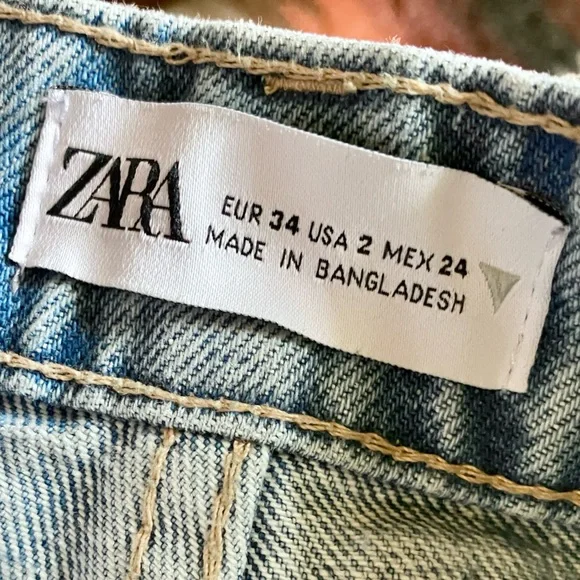 ZARA
EUR 34 USA 2 MEX 24
MADE IN BANGLADESH